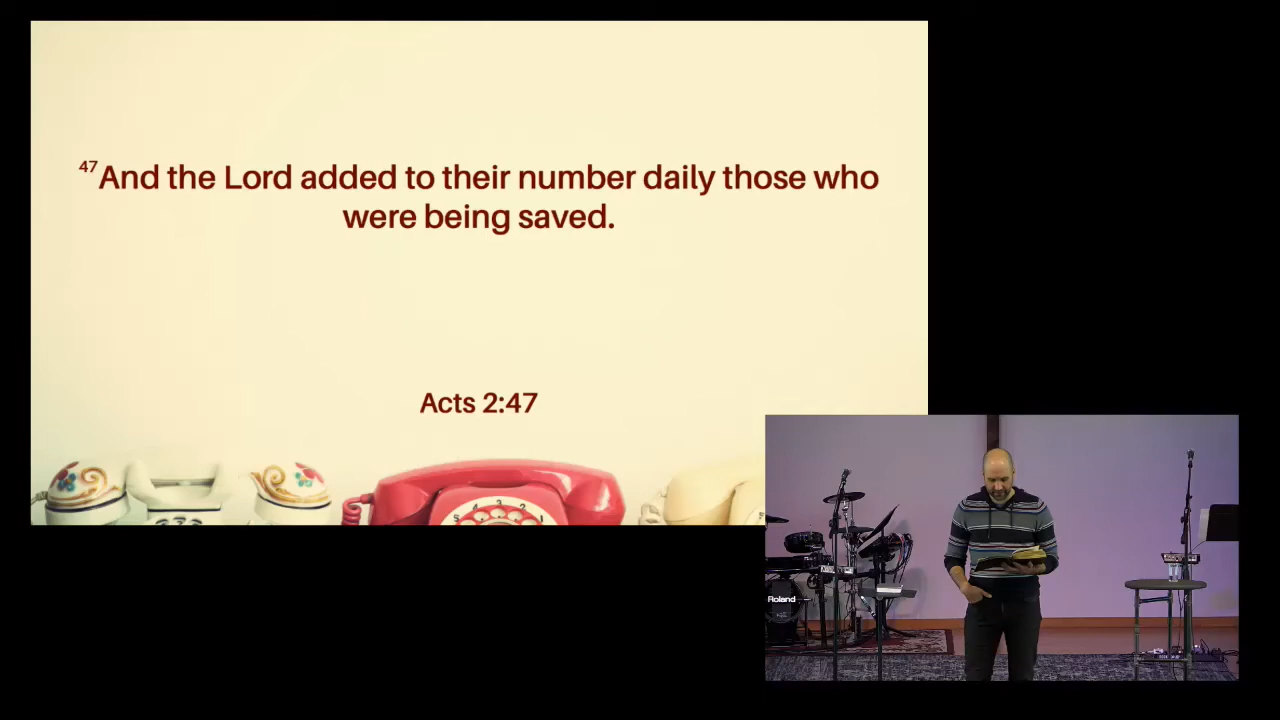 47And the Lord added to their number daily those who
were being saved.
Acts 2:47
Roland